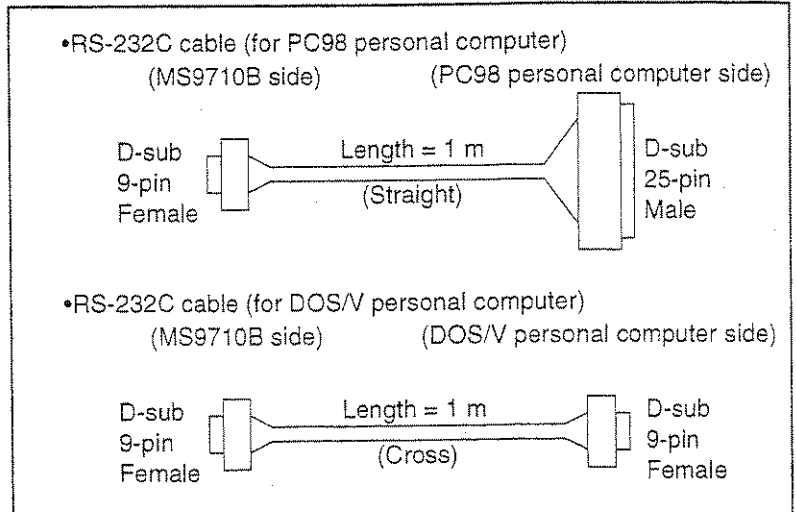 •RS-232C cable (for PC98 personal computer)
(MS9710B side) (PC98 personal computer side)
D-sub
9-pin
Female
Length = 1 m
(Straight)
D-sub
25-pin
Male
•RS-232C cable (for DOS/V personal computer)
(MS9710B side) (DOS/V personal computer side)
D-sub
9-pin
Female
Length = 1 m
(Cross)
D-sub
9-pin
Female